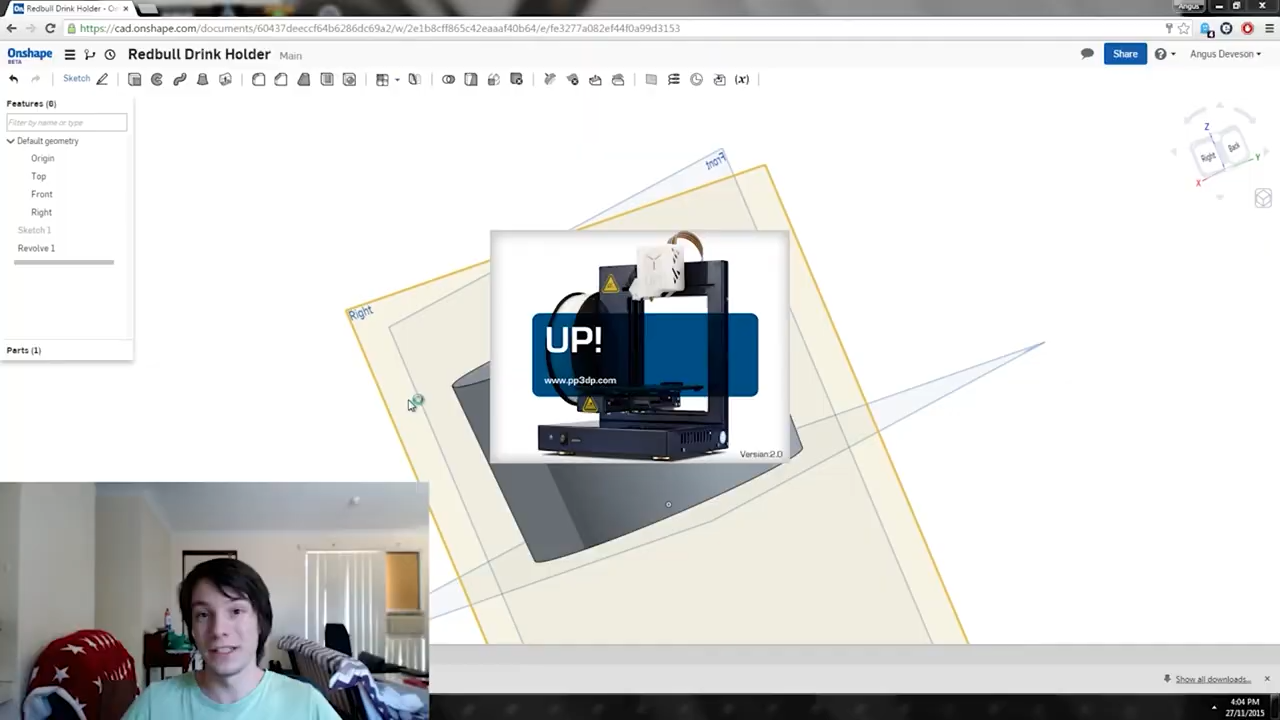 Redbull Drink Holder - On
Angus
https://cad.onshape.com/documents/60437deeccf64b6286dc69a2/w/2e1b8cff865c42eaaaf40b64/e/fe3277a082ef44f0a99d3153
Onshape
BETA
Redbull Drink Holder
Main
Share
Angus Deveson
Sketch
(x)
Features (6)
Filter by name or type
Default geometry
Origin
Top
Front
Right
Sketch 1
Revolve 1
Parts (1)
Front
Right
Z
Right
Back
Y
X
UP!
www.pp3dp.com
Version:2.0
Show all downloads...
4:04 PM
27/11/2015